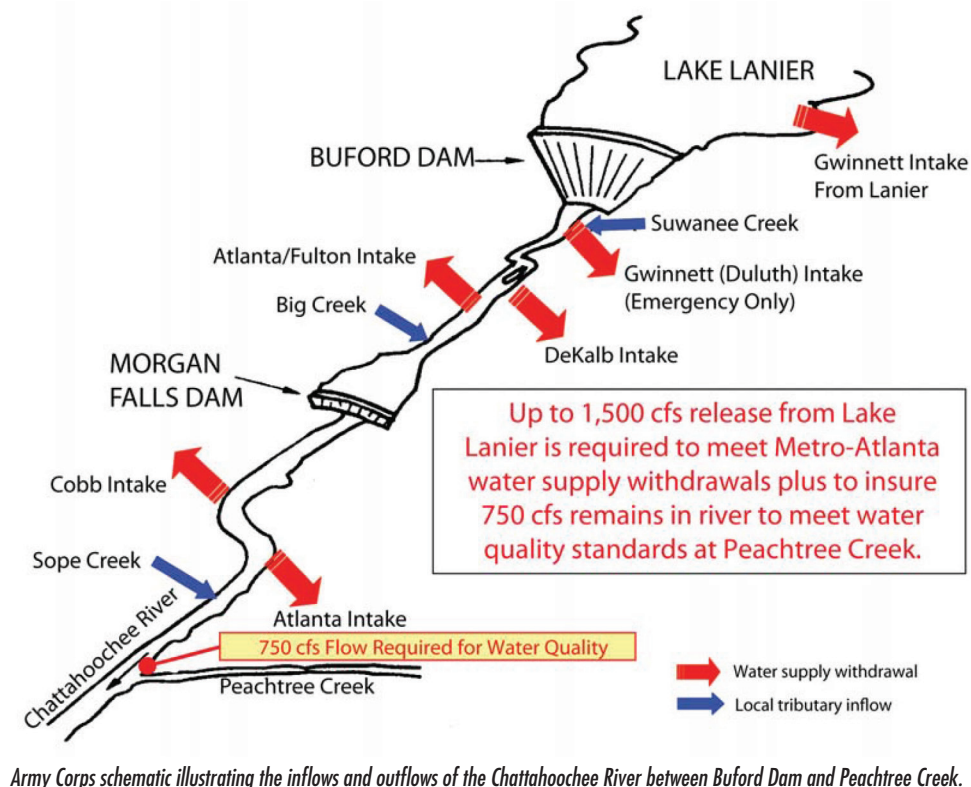 LAKE LANIER
BUFORD DAM
Gwinnett Intake
From Lanier
Suwanee Creek
Atlanta/Fulton Intake
Gwinnett (Duluth) Intake
(Emergency Only)
Big Creek
DeKalb Intake
MORGAN
FALLS DAM
Up to 1,500 cfs release from Lake
Lanier is required to meet Metro-Atlanta
water supply withdrawals plus to insure
750 cfs remains in river to meet water
quality standards at Peachtree Creek.
Cobb Intake
Sope Creek
Atlanta Intake
Chattahoochee River
750 cfs Flow Required for Water Quality
Peachtree Creek
Water supply withdrawal
Local tributary inflow
Army Corps schematic illustrating the inflows and outflows of the Chattahoochee River between Buford Dam and Peachtree Creek.